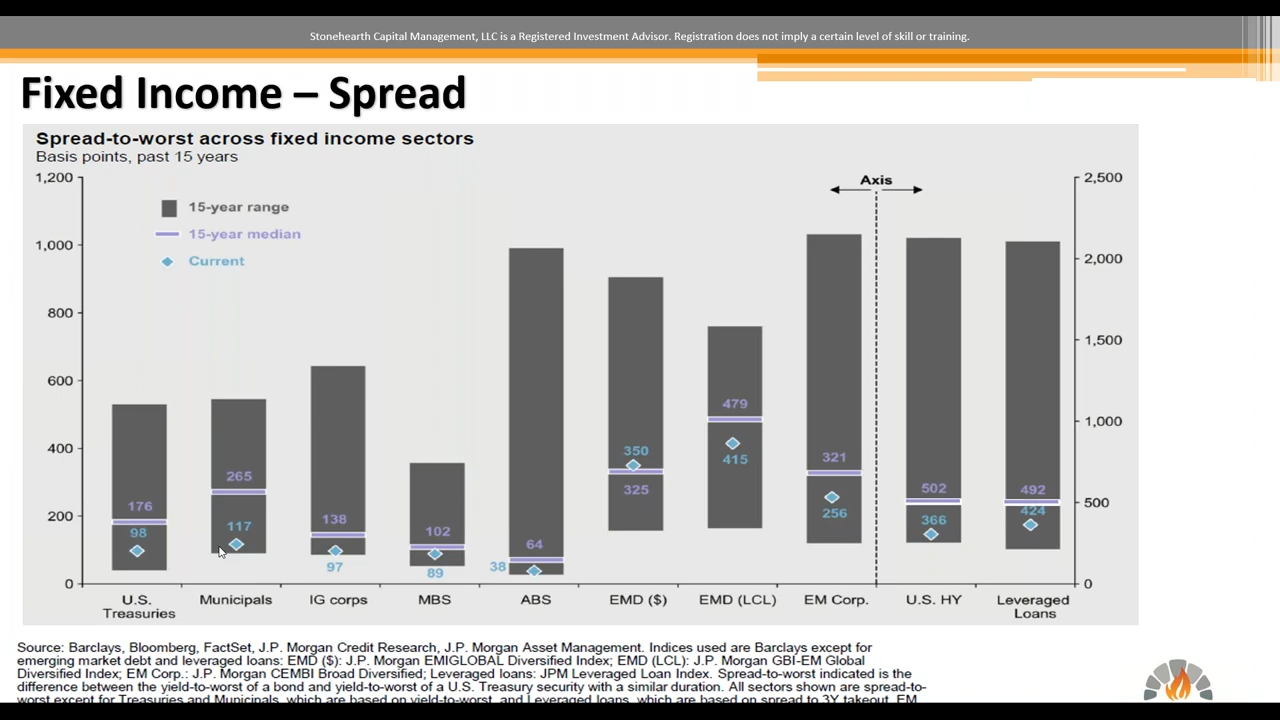 Stonehearth Capital Management, LLC is a Registered Investment Advisor. Registration does not imply a certain level of skill or training.
Fixed Income – Spread
Spread-to-worst across fixed income sectors
Basis points, past 15 years
1,200
1,000
800
600
400
200
0
15-year range
15-year median
Current
Axis
2,500
2,000
1,500
1,000
500
0
176
98
265
117
138
97
102
89
64
38
350
325
479
415
321
256
502
366
492
424
U.S. Treasuries
Municipals
IG corps
MBS
ABS
EMD ($)
EMD (LCL)
EM Corp.
U.S. HY
Leveraged Loans
Source: Barclays, Bloomberg, FactSet, J.P. Morgan Credit Research, J.P. Morgan Asset Management. Indices used are Barclays except for
emerging market debt and leveraged loans: EMD ($): J.P. Morgan EMIGLOBAL Diversified Index; EMD (LCL): J.P. Morgan GBI-EM Global
Diversified Index; EM Corp.: J.P. Morgan CEMBI Broad Diversified; Leveraged loans: JPM Leveraged Loan Index. Spread-to-worst indicated is the
difference between the yield-to-worst of a bond and yield-to-worst of a U.S. Treasury security with a similar duration. All sectors shown are spread-to-
worst except for Treasuries and Municipals, which are based on yield-to-worst, and Leveraged loans, which are based on spread to 3Y takeout. EM